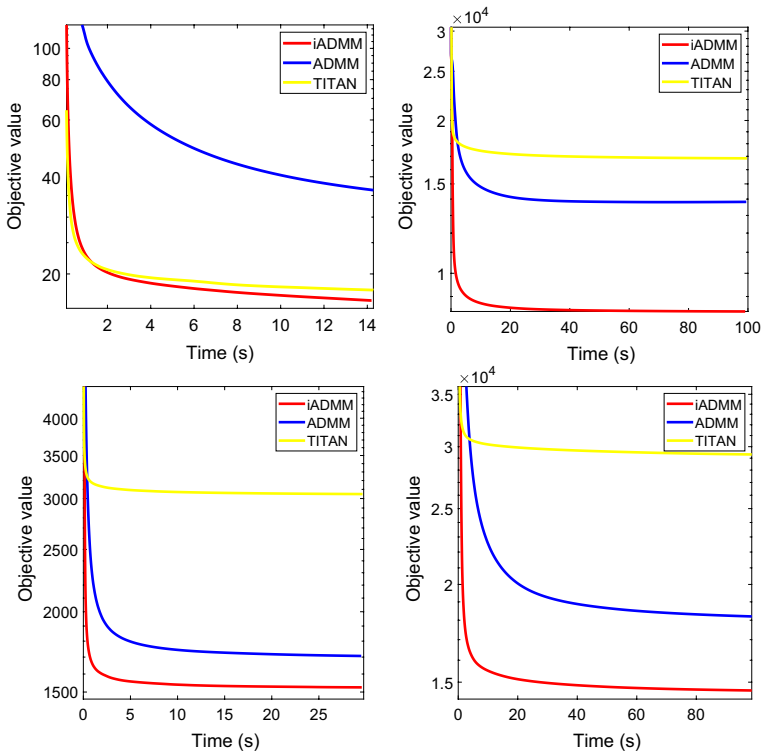 iADMM
ADMM
TITAN
100
80
60
40
20
Objective value
2 4 6 8 10 12 14
Time (s)
×10⁴
iADMM
ADMM
TITAN
3
2.5
2
1.5
1
Objective value
0 20 40 60 80 100
Time (s)
iADMM
ADMM
TITAN
4000
3500
3000
2500
2000
1500
Objective value
0 5 10 15 20 25
Time (s)
×10⁴
iADMM
ADMM
TITAN
3.5
3
2.5
2
1.5
Objective value
0 20 40 60 80
Time (s)